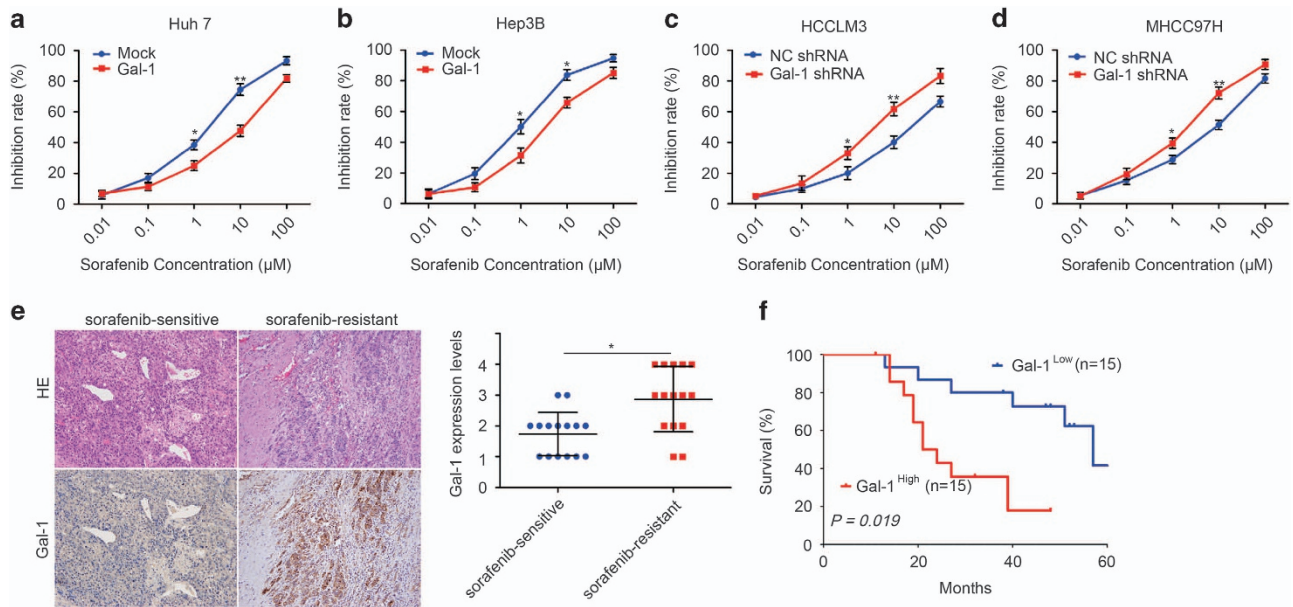 a
Huh 7
Inhibition rate (%)
100
80
60
40
20
0
Mock
Gal-1
*
**
0.01
0.1
1
10
100
Sorafenib Concentration (µM)
b
Hep3B
Inhibition rate (%)
100
80
60
40
20
0
Mock
Gal-1
*
*
0.01
0.1
1
10
100
Sorafenib Concentration (µM)
c
HCCLM3
Inhibition rate (%)
100
80
60
40
20
0
NC shRNA
Gal-1 shRNA
*
**
0.01
0.1
1
10
100
Sorafenib Concentration (µM)
d
MHCC97H
Inhibition rate (%)
100
80
60
40
20
0
NC shRNA
Gal-1 shRNA
*
**
0.01
0.1
1
10
100
Sorafenib Concentration (µM)
e
sorafenib-sensitive
sorafenib-resistant
HE
Gal-1
Gal-1 expression levels
5
4
3
2
1
0
*
sorafenib-sensitive
sorafenib-resistant
f
Survival (%)
100
80
60
40
20
0
Gal-1 Low (n=15)
Gal-1 High (n=15)
P = 0.019
0
20
40
60
Months